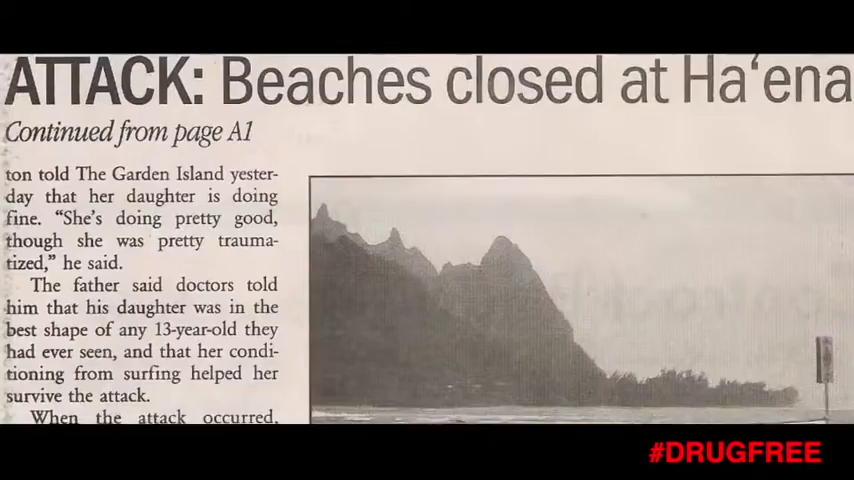 ATTACK: Beaches closed at Ha‘ena
Continued from page A1
ton told The Garden Island yester-
day that her daughter is doing
fine. “She’s doing pretty good,
though she was pretty trauma-
tized,” he said.
The father said doctors told
him that his daughter was in the
best shape of any 13-year-old they
had ever seen, and that her condi-
tioning from surfing helped her
survive the attack.
When the attack occurred,
#DRUGFREE